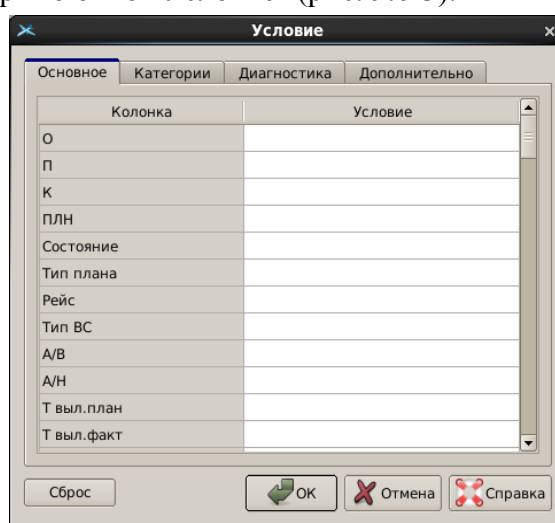 Условие
Основное Категории Диагностика Дополнительно
Колонка Условие
О
П
К
ПЛН
Состояние
Тип плана
Рейс
Тип ВС
А/В
А/Н
Т выл.план
Т выл.факт
Сброс ОК Отмена Справка